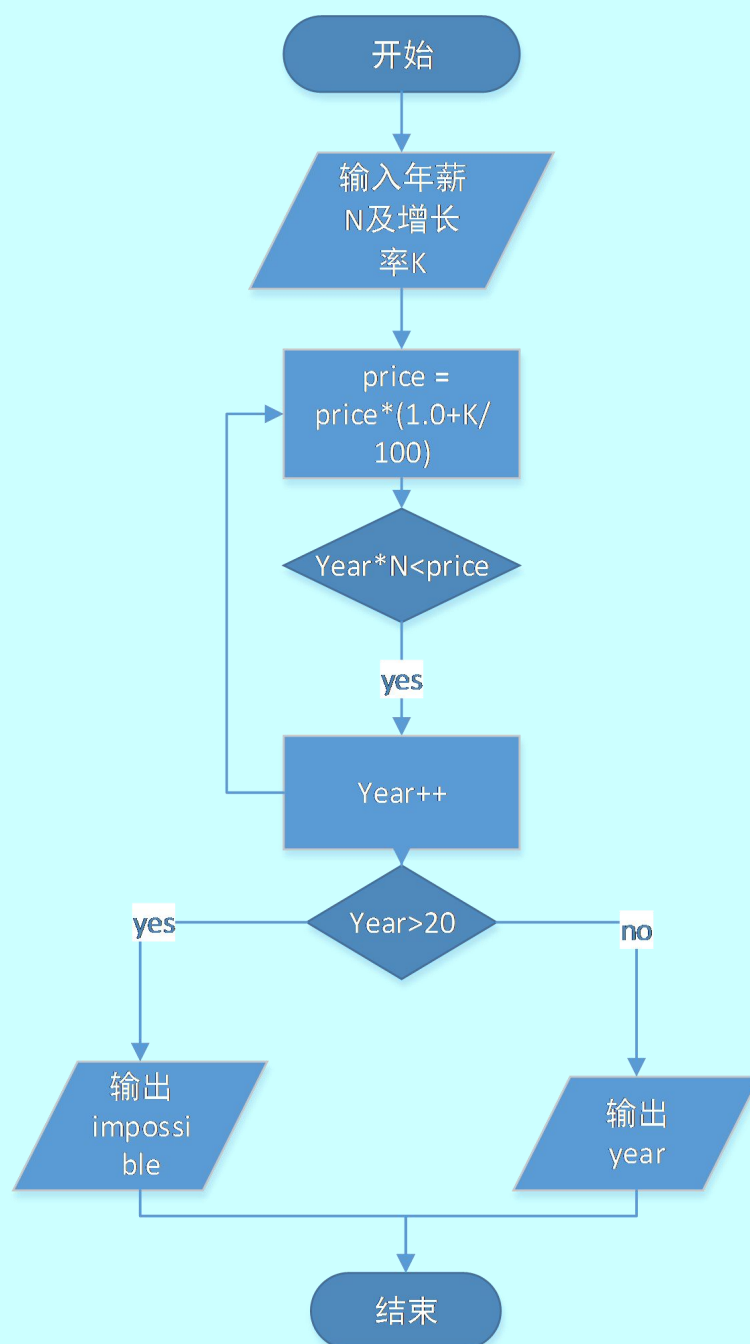 开始
输入年薪
N及增长
率K
price =
price*(1.0+K/
100)
Year*N<price
yes
Year++
Year>20
yes
no
输出
impossi
ble
输出
year
结束